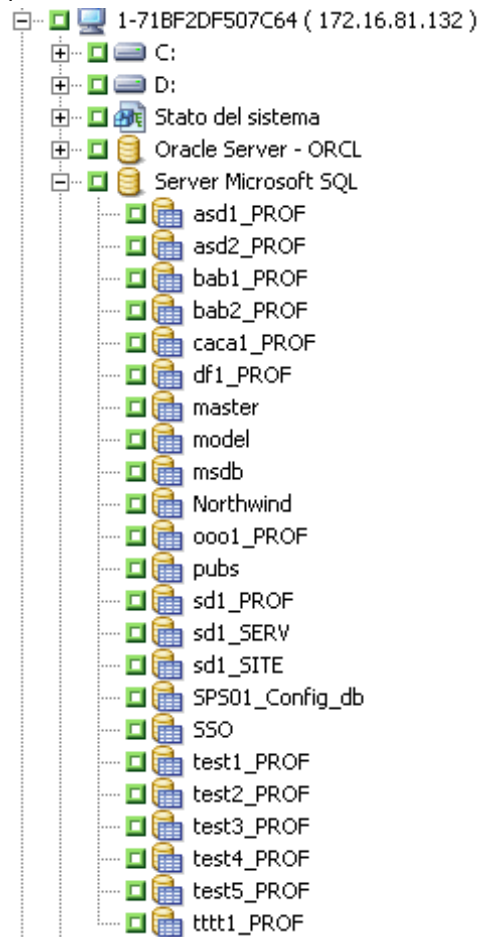 1-71BF2DF507C64 ( 172.16.81.132 )
C:
D:
Stato del sistema
Oracle Server - ORCL
Server Microsoft SQL
asd1_PROF
asd2_PROF
bab1_PROF
bab2_PROF
caca1_PROF
df1_PROF
master
model
msdb
Northwind
ooo1_PROF
pubs
sd1_PROF
sd1_SERV
sd1_SITE
SPS01_Config_db
SSO
test1_PROF
test2_PROF
test3_PROF
test4_PROF
test5_PROF
tttt1_PROF